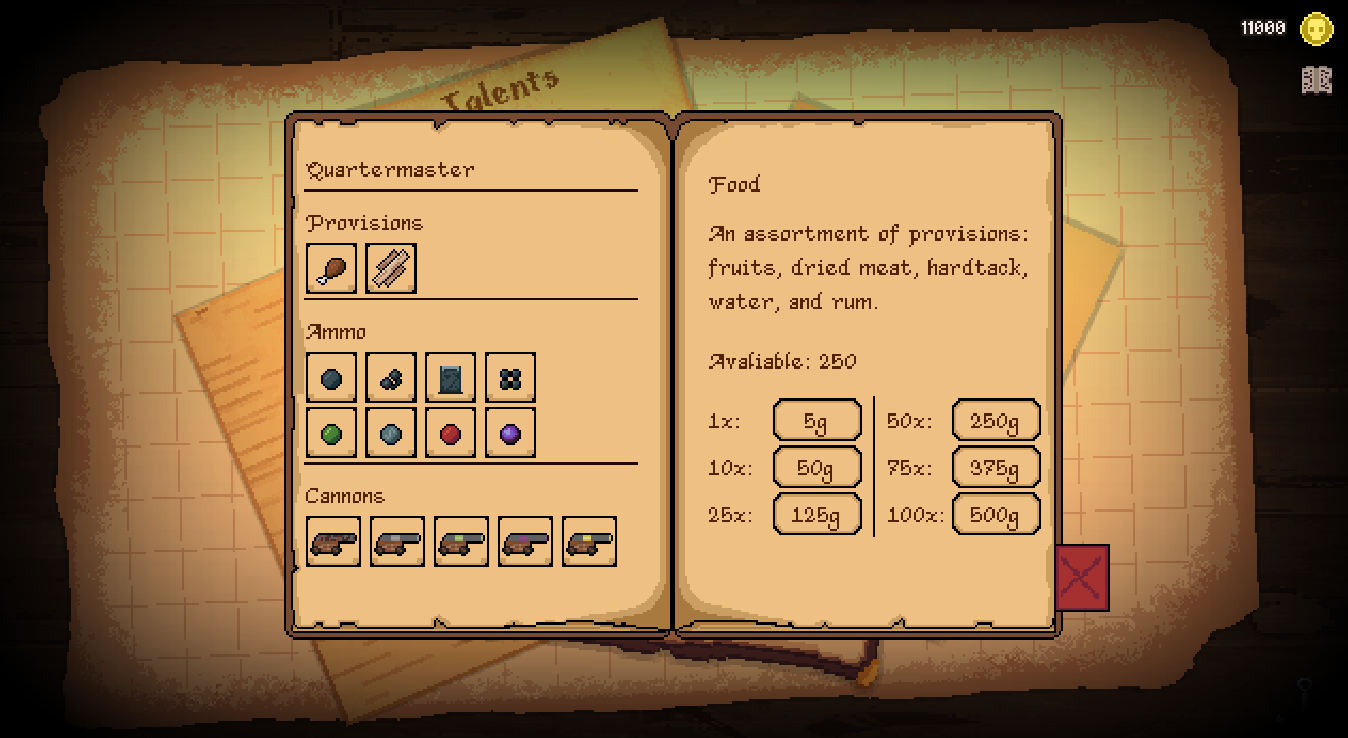 11000
Talents
Quartermaster
Provisions
Ammo
Cannons
Food
An assortment of provisions:
fruits, dried meat, hardtack,
water, and rum.
Avaliable: 250
1x: 5g 50x: 250g
10x: 50g 75x: 375g
25x: 125g 100x: 500g